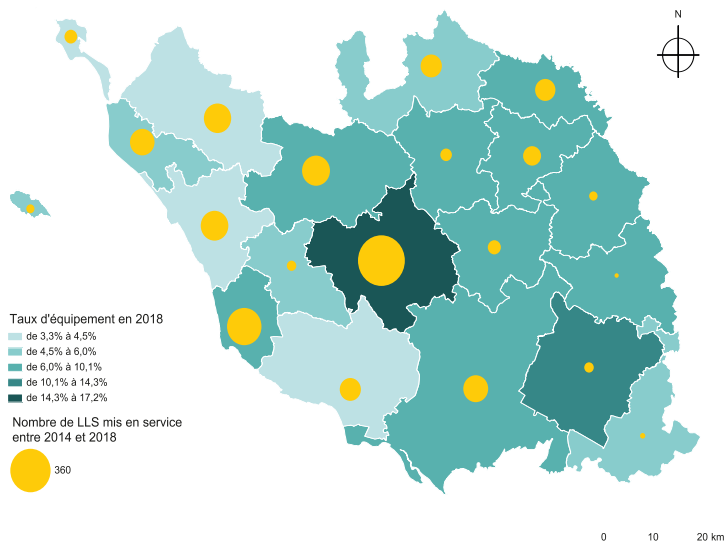 N
Taux d'équipement en 2018
de 3,3% à 4,5%
de 4,5% à 6,0%
de 6,0% à 10,1%
de 10,1% à 14,3%
de 14,3% à 17,2%
Nombre de LLS mis en service
entre 2014 et 2018
360
0 10 20 km